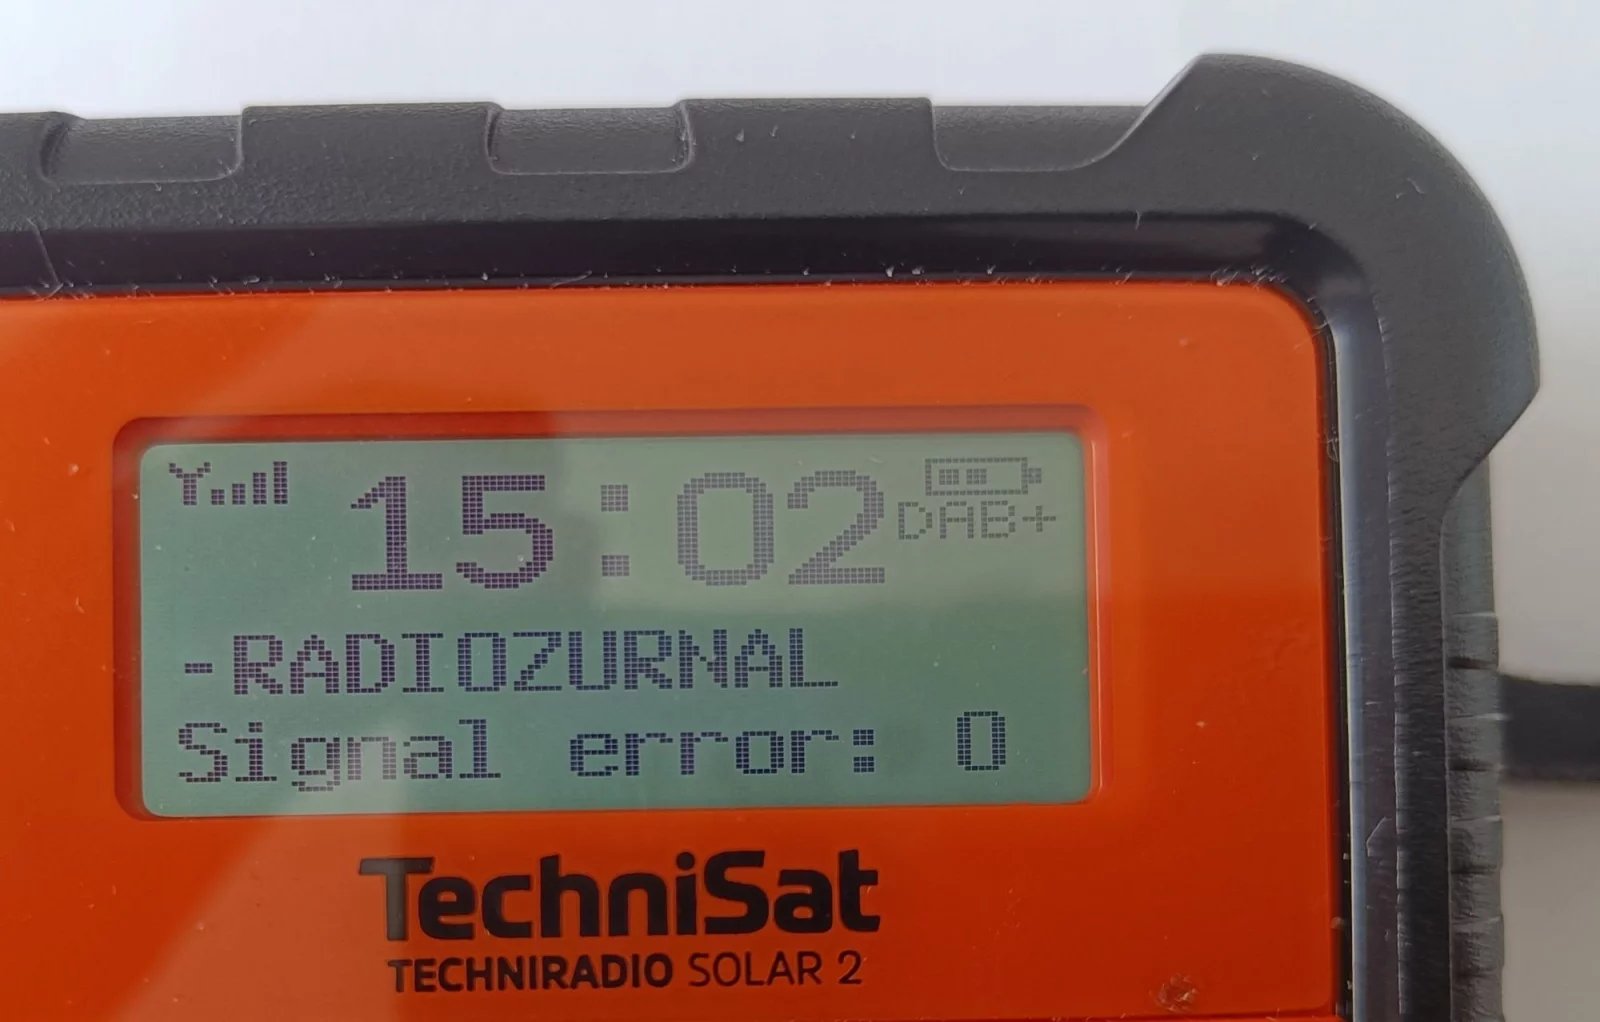 15:02
DAB+
-RADIOZURNAL
Signal error: 0
TechniSat
TECHNIRADIO SOLAR 2